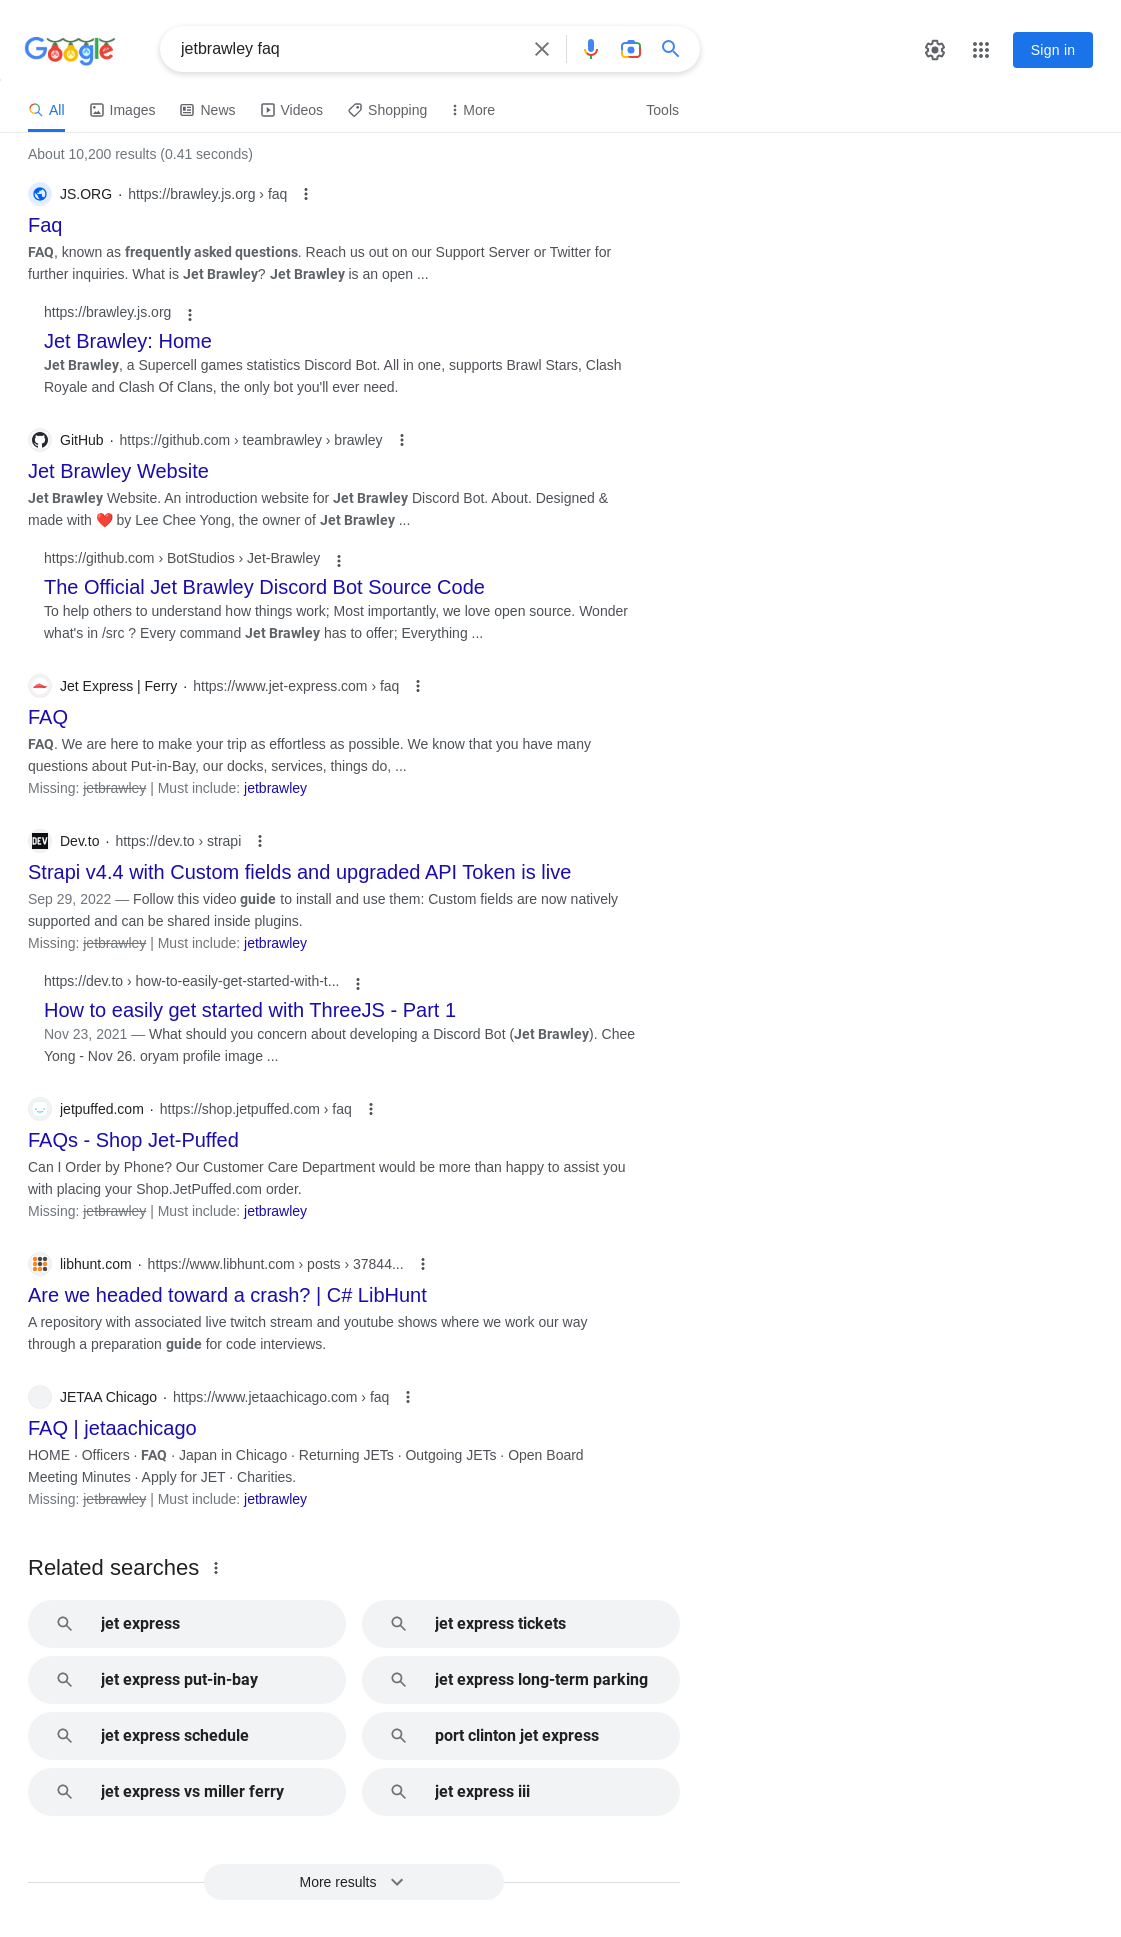 Google
jetbrawley faq
Sign in
All
Images
News
Videos
Shopping
More
Tools
About 10,200 results (0.41 seconds)
JS.ORG · https://brawley.js.org › faq
Faq
FAQ, known as frequently asked questions. Reach us out on our Support Server or Twitter for
further inquiries. What is Jet Brawley? Jet Brawley is an open ...
https://brawley.js.org
Jet Brawley: Home
Jet Brawley, a Supercell games statistics Discord Bot. All in one, supports Brawl Stars, Clash
Royale and Clash Of Clans, the only bot you'll ever need.
GitHub · https://github.com › teambrawley › brawley
Jet Brawley Website
Jet Brawley Website. An introduction website for Jet Brawley Discord Bot. About. Designed &
made with ❤️ by Lee Chee Yong, the owner of Jet Brawley ...
https://github.com › BotStudios › Jet-Brawley
The Official Jet Brawley Discord Bot Source Code
To help others to understand how things work; Most importantly, we love open source. Wonder
what's in /src ? Every command Jet Brawley has to offer; Everything ...
Jet Express | Ferry · https://www.jet-express.com › faq
FAQ
FAQ. We are here to make your trip as effortless as possible. We know that you have many
questions about Put-in-Bay, our docks, services, things do, ...
Missing: jetbrawley | Must include: jetbrawley
DEV
Dev.to · https://dev.to › strapi
Strapi v4.4 with Custom fields and upgraded API Token is live
Sep 29, 2022 — Follow this video guide to install and use them: Custom fields are now natively
supported and can be shared inside plugins.
Missing: jetbrawley | Must include: jetbrawley
https://dev.to › how-to-easily-get-started-with-t...
How to easily get started with ThreeJS - Part 1
Nov 23, 2021 — What should you concern about developing a Discord Bot (Jet Brawley). Chee
Yong - Nov 26. oryam profile image ...
jetpuffed.com · https://shop.jetpuffed.com › faq
FAQs - Shop Jet-Puffed
Can I Order by Phone? Our Customer Care Department would be more than happy to assist you
with placing your Shop.JetPuffed.com order.
Missing: jetbrawley | Must include: jetbrawley
libhunt.com · https://www.libhunt.com › posts › 37844...
Are we headed toward a crash? | C# LibHunt
A repository with associated live twitch stream and youtube shows where we work our way
through a preparation guide for code interviews.
JETAA Chicago · https://www.jetaachicago.com › faq
FAQ | jetaachicago
HOME · Officers · FAQ · Japan in Chicago · Returning JETs · Outgoing JETs · Open Board
Meeting Minutes · Apply for JET · Charities.
Missing: jetbrawley | Must include: jetbrawley
Related searches
jet express
jet express tickets
jet express put-in-bay
jet express long-term parking
jet express schedule
port clinton jet express
jet express vs miller ferry
jet express iii
More results